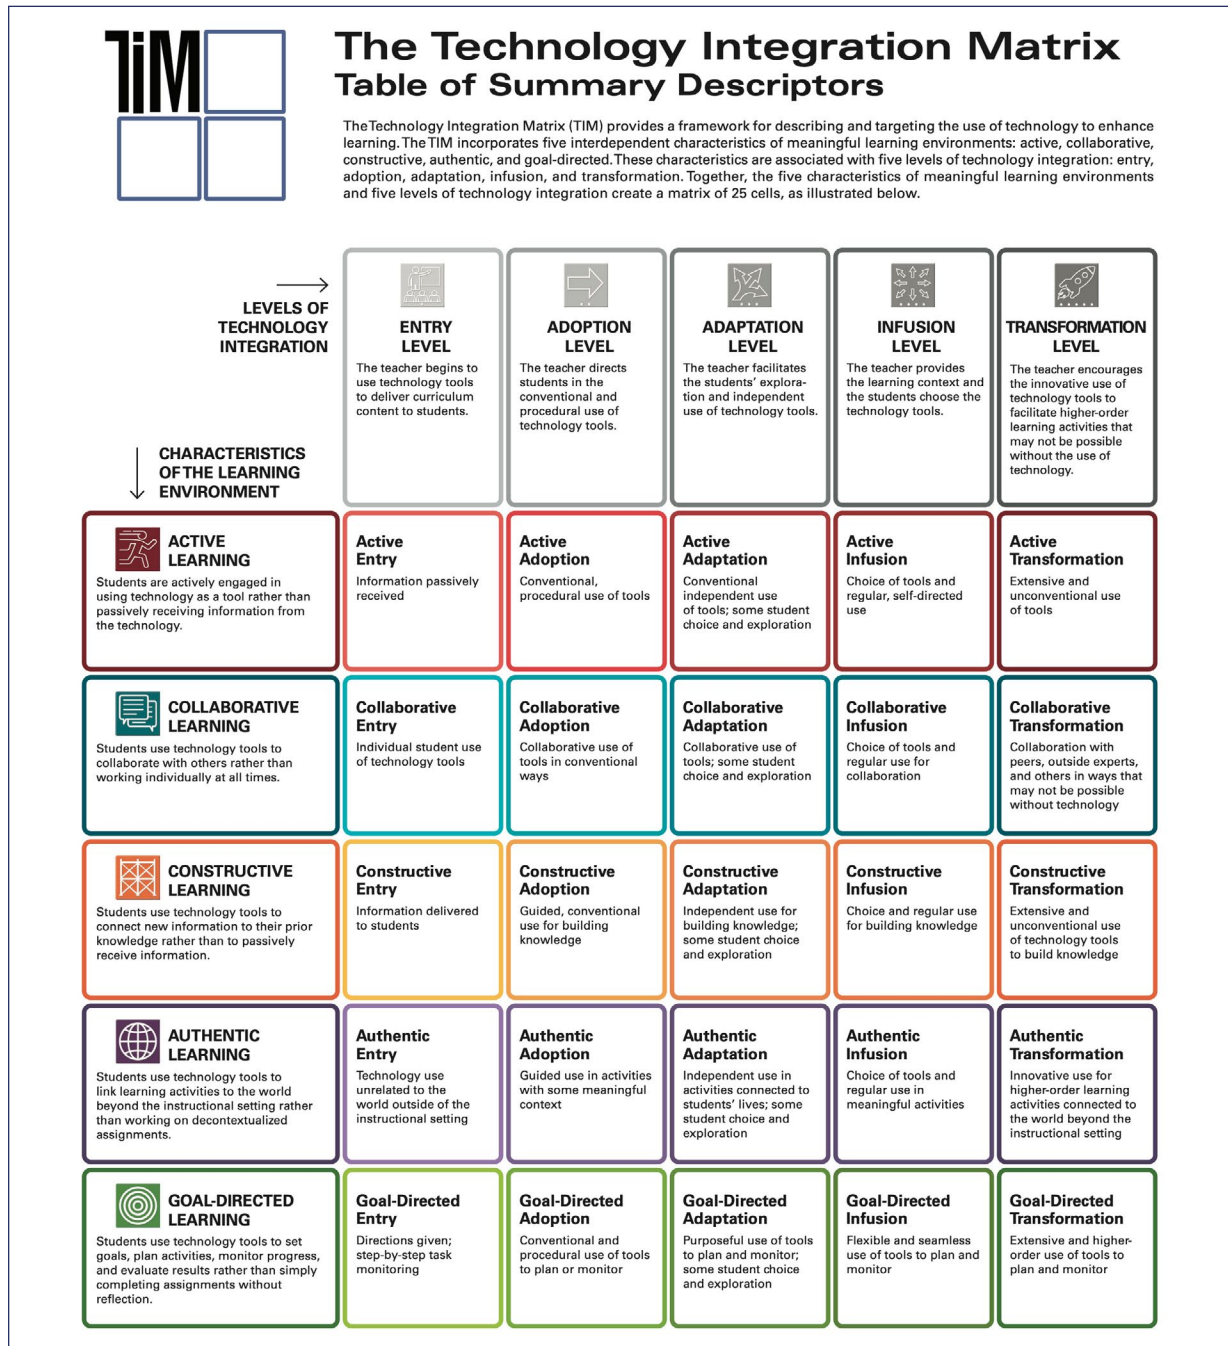 TiM
The Technology Integration Matrix
Table of Summary Descriptors
The Technology Integration Matrix (TIM) provides a framework for describing and targeting the use of technology to enhance
learning. The TIM incorporates five interdependent characteristics of meaningful learning environments: active, collaborative,
constructive, authentic, and goal-directed. These characteristics are associated with five levels of technology integration: entry,
adoption, adaptation, infusion, and transformation. Together, the five characteristics of meaningful learning environments
and five levels of technology integration create a matrix of 25 cells, as illustrated below.
LEVELS OF
TECHNOLOGY
INTEGRATION
CHARACTERISTICS
OF THE LEARNING
ENVIRONMENT
ENTRY
LEVEL
The teacher begins to
use technology tools
to deliver curriculum
content to students.
ADOPTION
LEVEL
The teacher directs
students in the
conventional and
procedural use of
technology tools.
ADAPTATION
LEVEL
The teacher facilitates
the students' explora-
tion and independent
use of technology tools.
INFUSION
LEVEL
The teacher provides
the learning context and
the students choose the
technology tools.
TRANSFORMATION
LEVEL
The teacher encourages
the innovative use of
technology tools to
facilitate higher-order
learning activities that
may not be possible
without the use of
technology.
ACTIVE
LEARNING
Students are actively engaged in
using technology as a tool rather than
passively receiving information from
the technology.
Active
Entry
Information passively
received
Active
Adoption
Conventional,
procedural use of tools
Active
Adaptation
Conventional
independent use
of tools; some student
choice and exploration
Active
Infusion
Choice of tools and
regular, self-directed
use
Active
Transformation
Extensive and
unconventional use
of tools
COLLABORATIVE
LEARNING
Students use technology tools to
collaborate with others rather than
working individually at all times.
Collaborative
Entry
Individual student use
of technology tools
Collaborative
Adoption
Collaborative use of
tools in conventional
ways
Collaborative
Adaptation
Collaborative use of
tools; some student
choice and exploration
Collaborative
Infusion
Choice of tools and
regular use for
collaboration
Collaborative
Transformation
Collaboration with
peers, outside experts,
and others in ways that
may not be possible
without technology
CONSTRUCTIVE
LEARNING
Students use technology tools to
connect new information to their prior
knowledge rather than to passively
receive information.
Constructive
Entry
Information delivered
to students
Constructive
Adoption
Guided, conventional
use for building
knowledge
Constructive
Adaptation
Independent use for
building knowledge;
some student choice
and exploration
Constructive
Infusion
Choice and regular use
for building knowledge
Constructive
Transformation
Extensive and
unconventional use
of technology tools
to build knowledge
AUTHENTIC
LEARNING
Students use technology tools to
link learning activities to the world
beyond the instructional setting rather
than working on decontextualized
assignments.
Authentic
Entry
Technology use
unrelated to the
world outside of the
instructional setting
Authentic
Adoption
Guided use in activities
with some meaningful
context
Authentic
Adaptation
Independent use in
activities connected to
students' lives; some
student choice and
exploration
Authentic
Infusion
Choice of tools and
regular use in
meaningful activities
Authentic
Transformation
Innovative use for
higher-order learning
activities connected to
the world beyond the
instructional setting
GOAL-DIRECTED
LEARNING
Students use technology tools to set
goals, plan activities, monitor progress,
and evaluate results rather than simply
completing assignments without
reflection.
Goal-Directed
Entry
Directions given;
step-by-step task
monitoring
Goal-Directed
Adoption
Conventional and
procedural use of tools
to plan or monitor
Goal-Directed
Adaptation
Purposeful use of tools
to plan and monitor;
some student choice
and exploration
Goal-Directed
Infusion
Flexible and seamless
use of tools to plan and
monitor
Goal-Directed
Transformation
Extensive and higher-
order use of tools to
plan and monitor